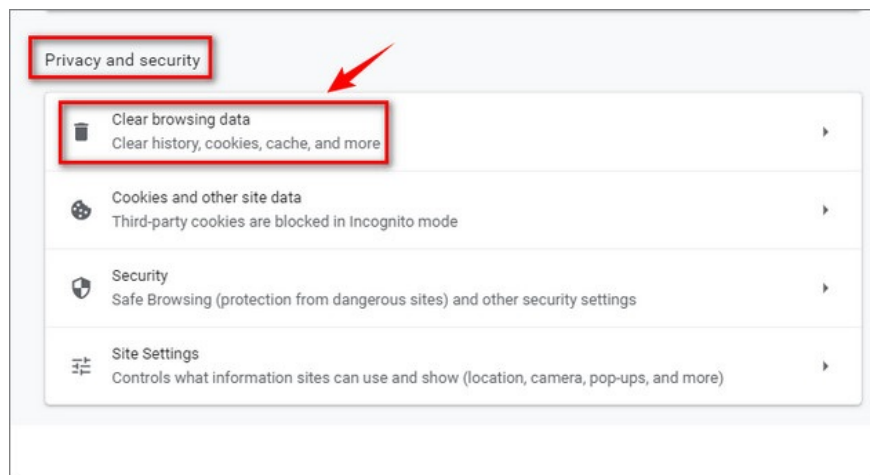 Privacy and security
Clear browsing data
Clear history, cookies, cache, and more
Cookies and other site data
Third-party cookies are blocked in Incognito mode
Security
Safe Browsing (protection from dangerous sites) and other security settings
Site Settings
Controls what information sites can use and show (location, camera, pop-ups, and more)